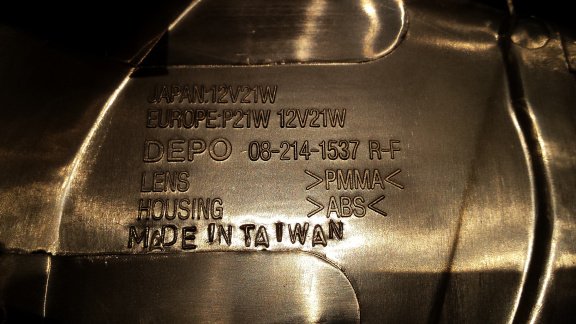 JAPAN:12V21W
EUROPE:P21W 12V21W
DEPO 08-214-1537 R-F
LENS >PMMA<
HOUSING >ABS<
MADE IN TAIWAN